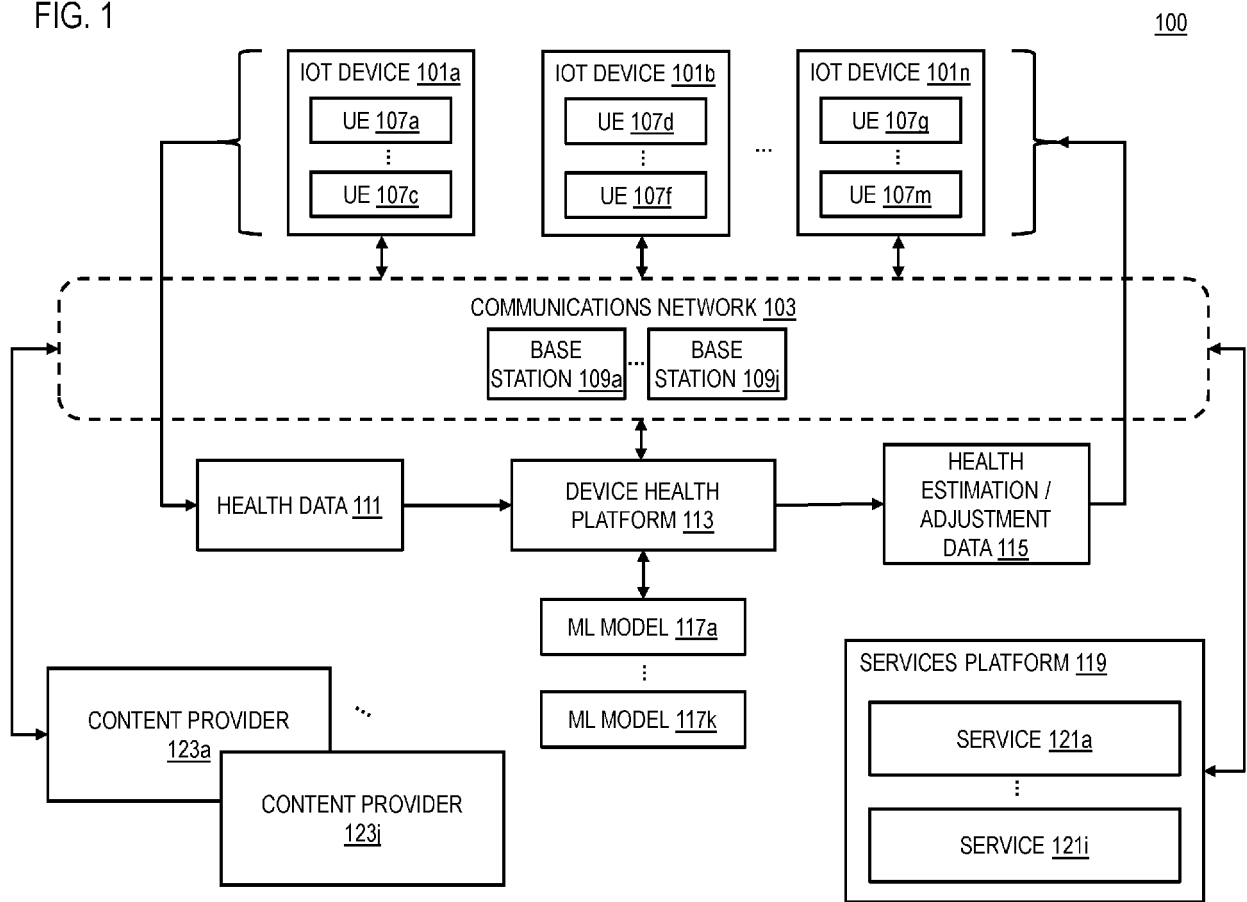 FIG. 1
100
IOT DEVICE 101a
UE 107a
⋮
UE 107c
IOT DEVICE 101b
UE 107d
⋮
UE 107f
...
IOT DEVICE 101n
UE 107g
⋮
UE 107m
COMMUNICATIONS NETWORK 103
BASE
STATION 109a
...
BASE
STATION 109j
HEALTH DATA 111
DEVICE HEALTH
PLATFORM 113
HEALTH
ESTIMATION /
ADJUSTMENT
DATA 115
ML MODEL 117a
⋮
ML MODEL 117k
SERVICES PLATFORM 119
SERVICE 121a
⋮
SERVICE 121i
CONTENT PROVIDER
123a
...
CONTENT PROVIDER
123j